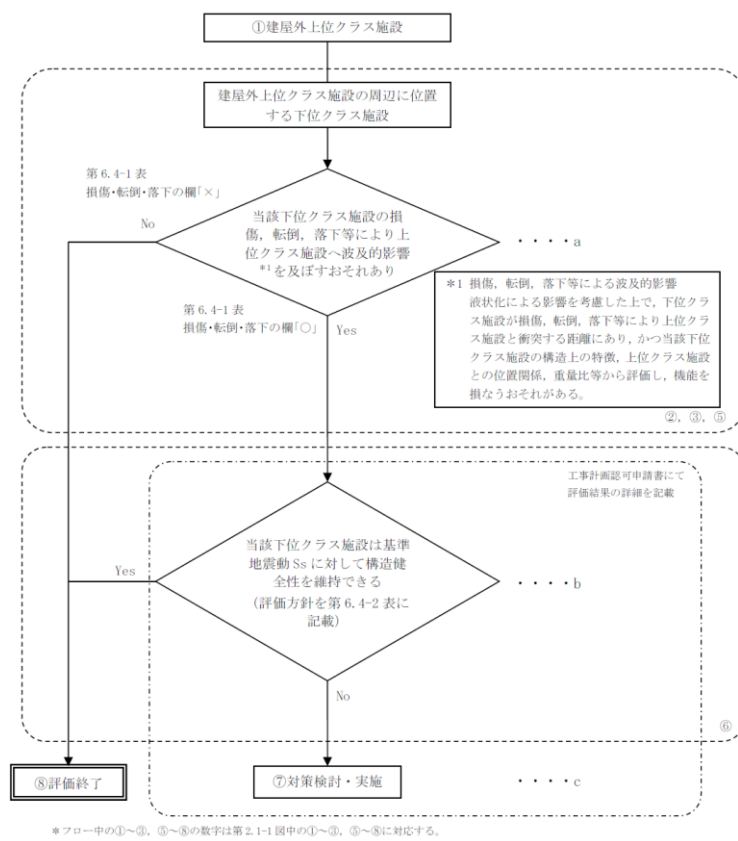 ①建屋外上位クラス施設
建屋外上位クラス施設の周辺に位置
する下位クラス施設
第 6.4-1 表
損傷・転倒・落下の欄「×」
No
当該下位クラス施設の損
傷，転倒，落下等により上
位クラス施設へ波及的影響
*1を及ぼすおそれあり
・・・・a
第 6.4-1 表
損傷・転倒・落下の欄「○」
Yes
*1 損傷，転倒，落下等による波及的影響
液状化による影響を考慮した上で，下位クラ
ス施設が損傷，転倒，落下等により上位クラ
ス施設と衝突する距離にあり，かつ当該下位
クラス施設の構造上の特徴，上位クラス施設
との位置関係，重量比等から評価し，機能を
損なうおそれがある。
②，③，⑤
工事計画認可申請書にて
評価結果の詳細を記載
当該下位クラス施設は基準
地震動 Ss に対して構造健
全性を維持できる
（評価方針を第 6.4-2 表に
記載）
Yes
・・・・b
No
⑥
⑧評価終了
⑦対策検討・実施
・・・・c
*フロー中の①～③，⑤～⑧の数字は第 2.1-1 図中の①～③，⑤～⑧に対応する。